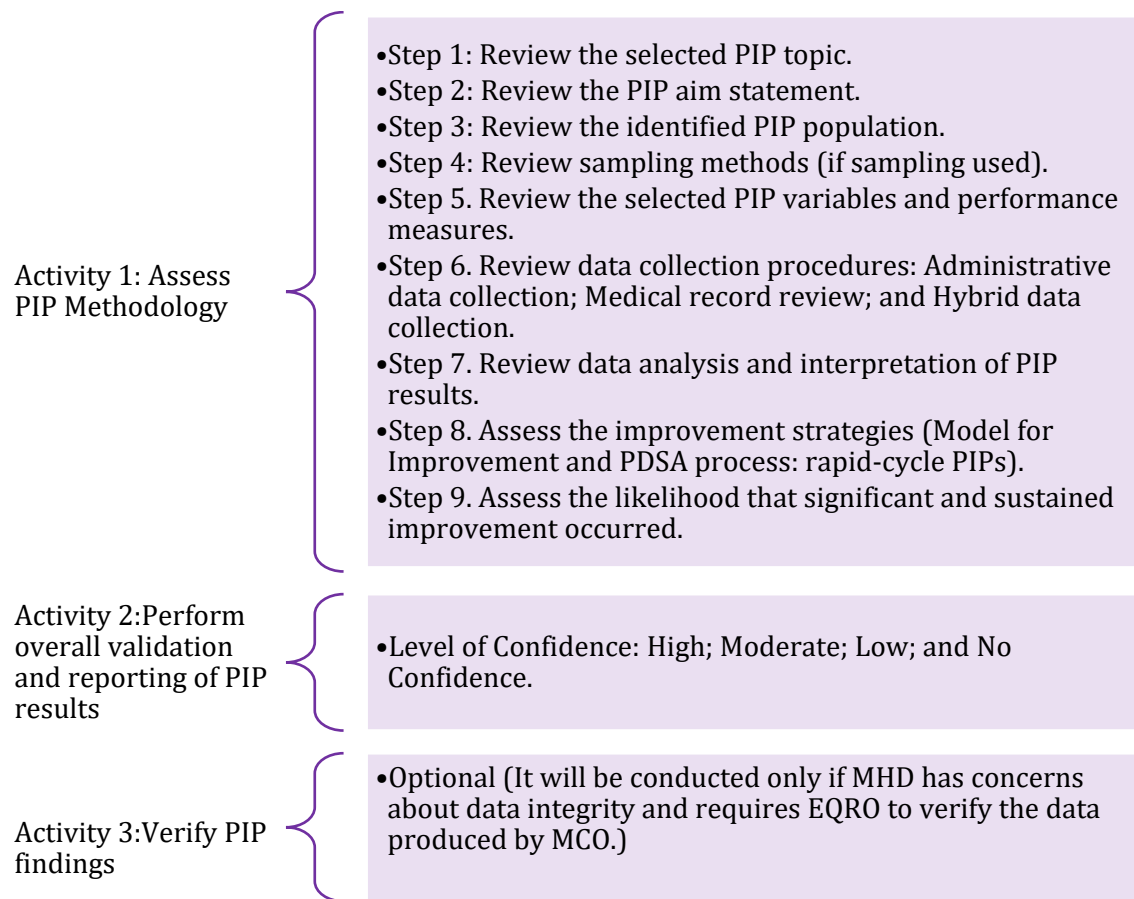 Activity 1: Assess
PIP Methodology
•Step 1: Review the selected PIP topic.
•Step 2: Review the PIP aim statement.
•Step 3: Review the identified PIP population.
•Step 4: Review sampling methods (if sampling used).
•Step 5. Review the selected PIP variables and performance
measures.
•Step 6. Review data collection procedures: Administrative
data collection; Medical record review; and Hybrid data
collection.
•Step 7. Review data analysis and interpretation of PIP
results.
•Step 8. Assess the improvement strategies (Model for
Improvement and PDSA process: rapid-cycle PIPs).
•Step 9. Assess the likelihood that significant and sustained
improvement occurred.
Activity 2:Perform
overall validation
and reporting of PIP
results
•Level of Confidence: High; Moderate; Low; and No
Confidence.
Activity 3:Verify PIP
findings
•Optional (It will be conducted only if MHD has concerns
about data integrity and requires EQRO to verify the data
produced by MCO.)